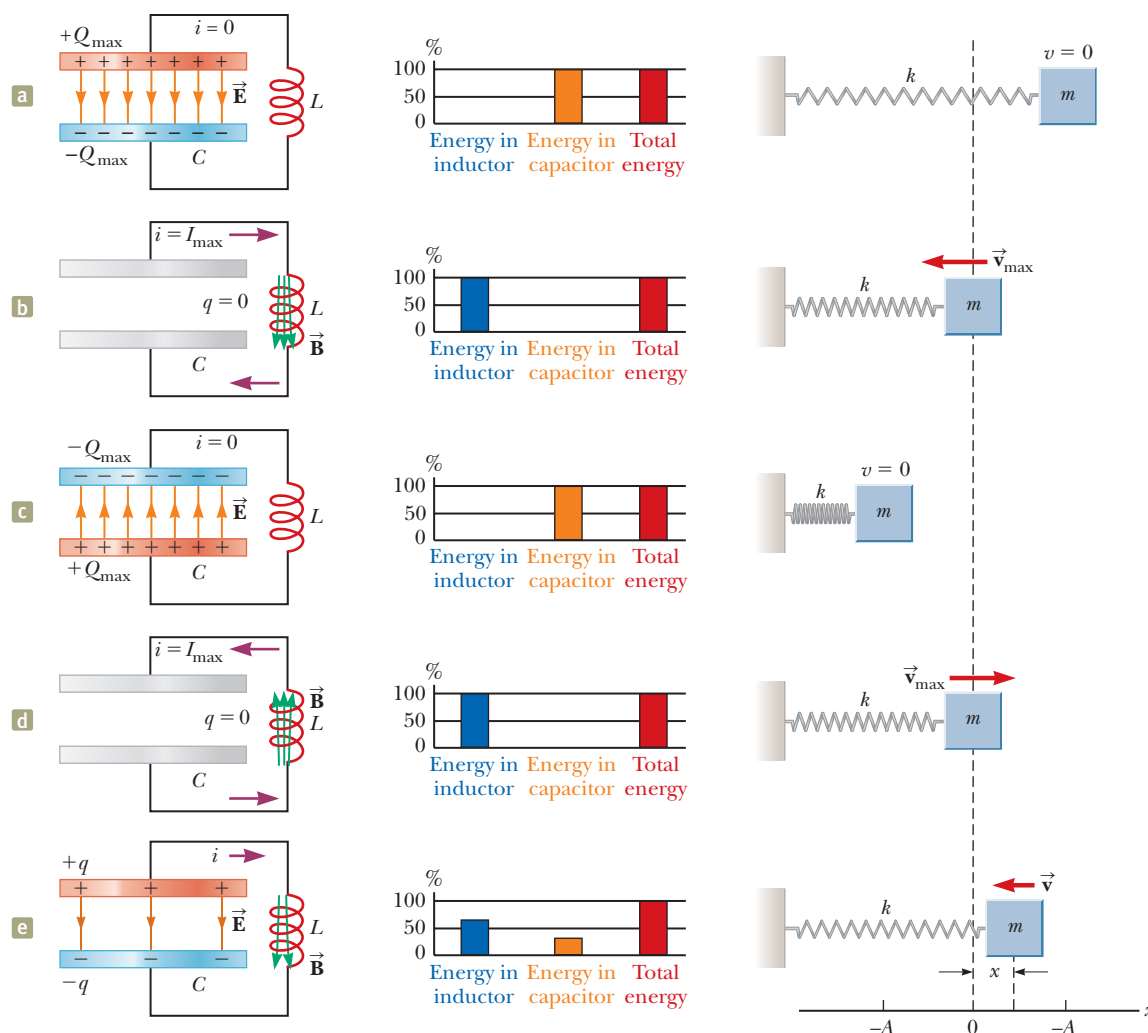 a
+Q_max
+ + + + + + +
E⃗
− − − − − − −
−Q_max
C
i = 0
L
%
100
50
0
Energy in inductor
Energy in capacitor
Total energy
k
v = 0
m
b
i = I_max
q = 0
C
L
B⃗
%
100
50
0
Energy in inductor
Energy in capacitor
Total energy
k
v⃗_max
m
c
−Q_max
i = 0
− − − − − − −
E⃗
+ + + + + + +
+Q_max
C
L
%
100
50
0
Energy in inductor
Energy in capacitor
Total energy
k
v = 0
m
d
i = I_max
q = 0
C
B⃗
L
%
100
50
0
Energy in inductor
Energy in capacitor
Total energy
k
v⃗_max
m
e
+q
i
+ + +
E⃗
− − −
−q
C
L
B⃗
%
100
50
0
Energy in inductor
Energy in capacitor
Total energy
k
v⃗
m
x
−A 0 −A